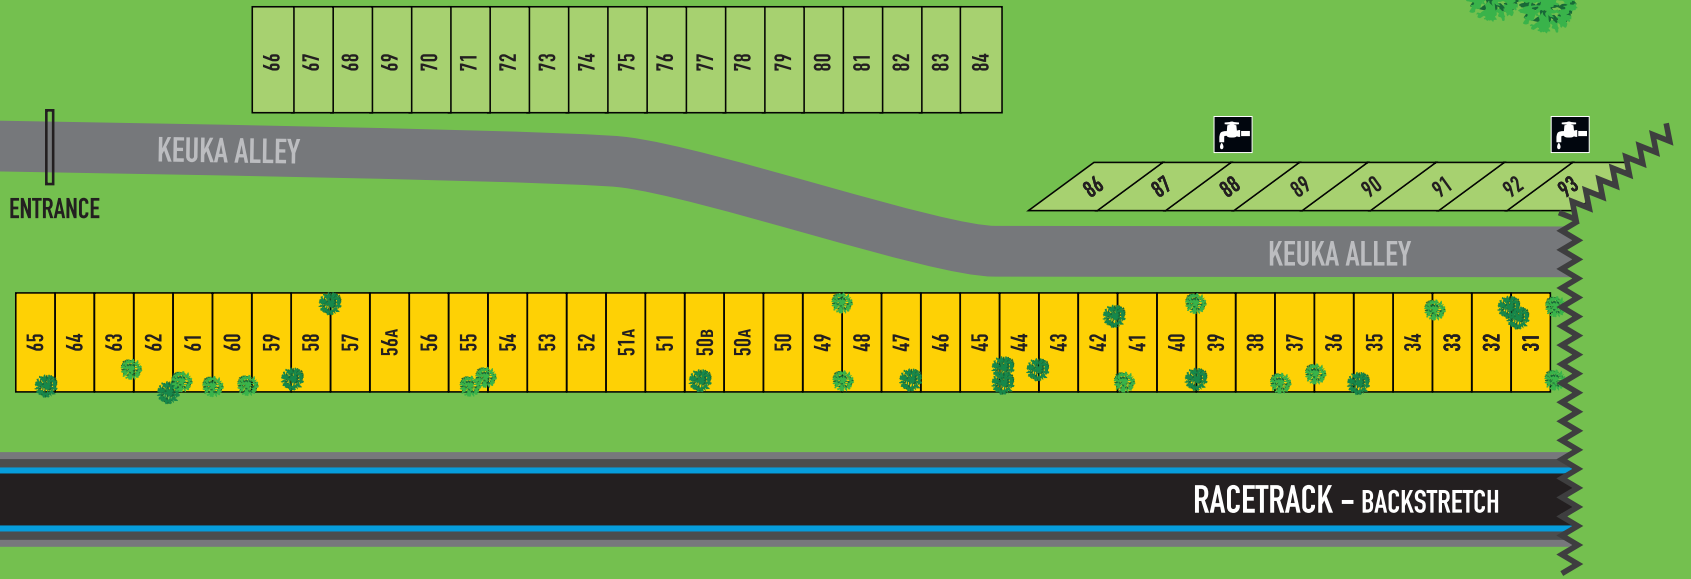 66 67 68 69 70 71 72 73 74 75 76 77 78 79 80 81 82 83 84
KEUKA ALLEY
ENTRANCE
86 87 88 89 90 91 92 93
KEUKA ALLEY
65 64 63 62 61 60 59 58 57 56A 56 55 54 53 52 51A 51 50B 50A 50 49 48 47 46 45 44 43 42 41 40 39 38 37 36 35 34 33 32 31
RACETRACK - BACKSTRETCH